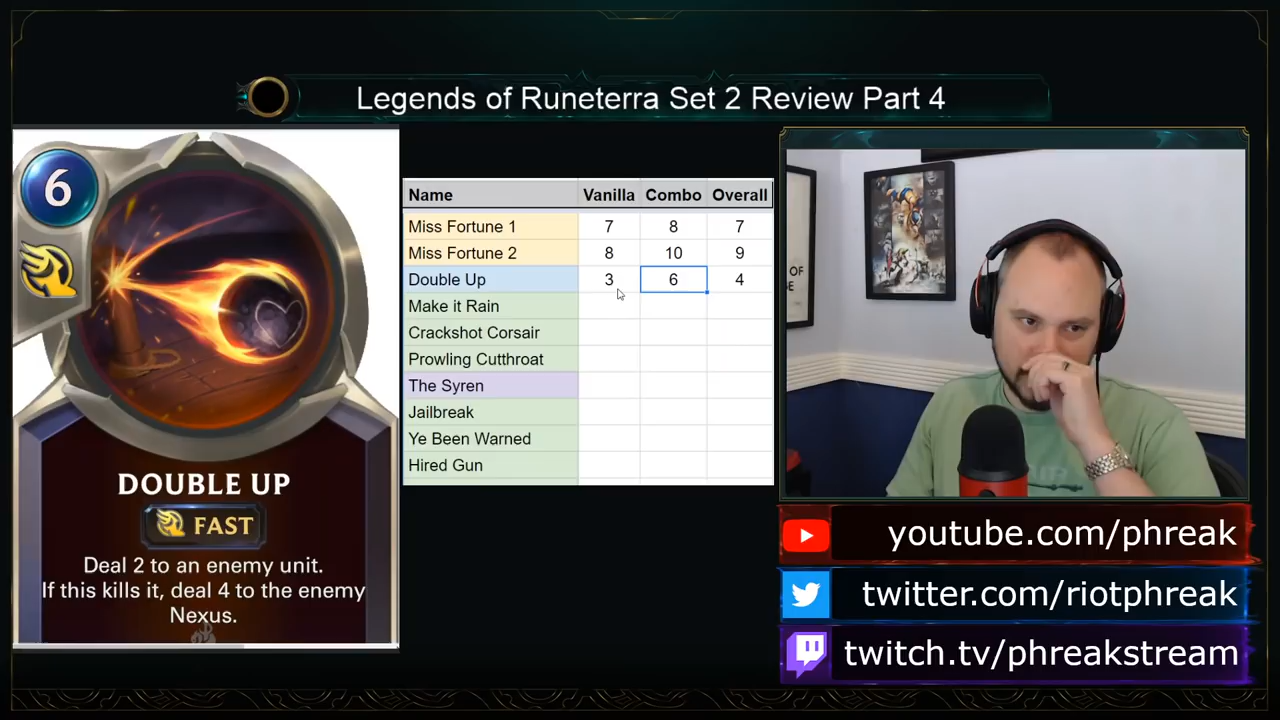 Legends of Runeterra Set 2 Review Part 4
6
DOUBLE UP
FAST
Deal 2 to an enemy unit.
If this kills it, deal 4 to the enemy
Nexus.
Name Vanilla Combo Overall
Miss Fortune 1 7 8 7
Miss Fortune 2 8 10 9
Double Up 3 6 4
Make it Rain
Crackshot Corsair
Prowling Cutthroat
The Syren
Jailbreak
Ye Been Warned
Hired Gun
OF
youtube.com/phreak
twitter.com/riotphreak
twitch.tv/phreakstream